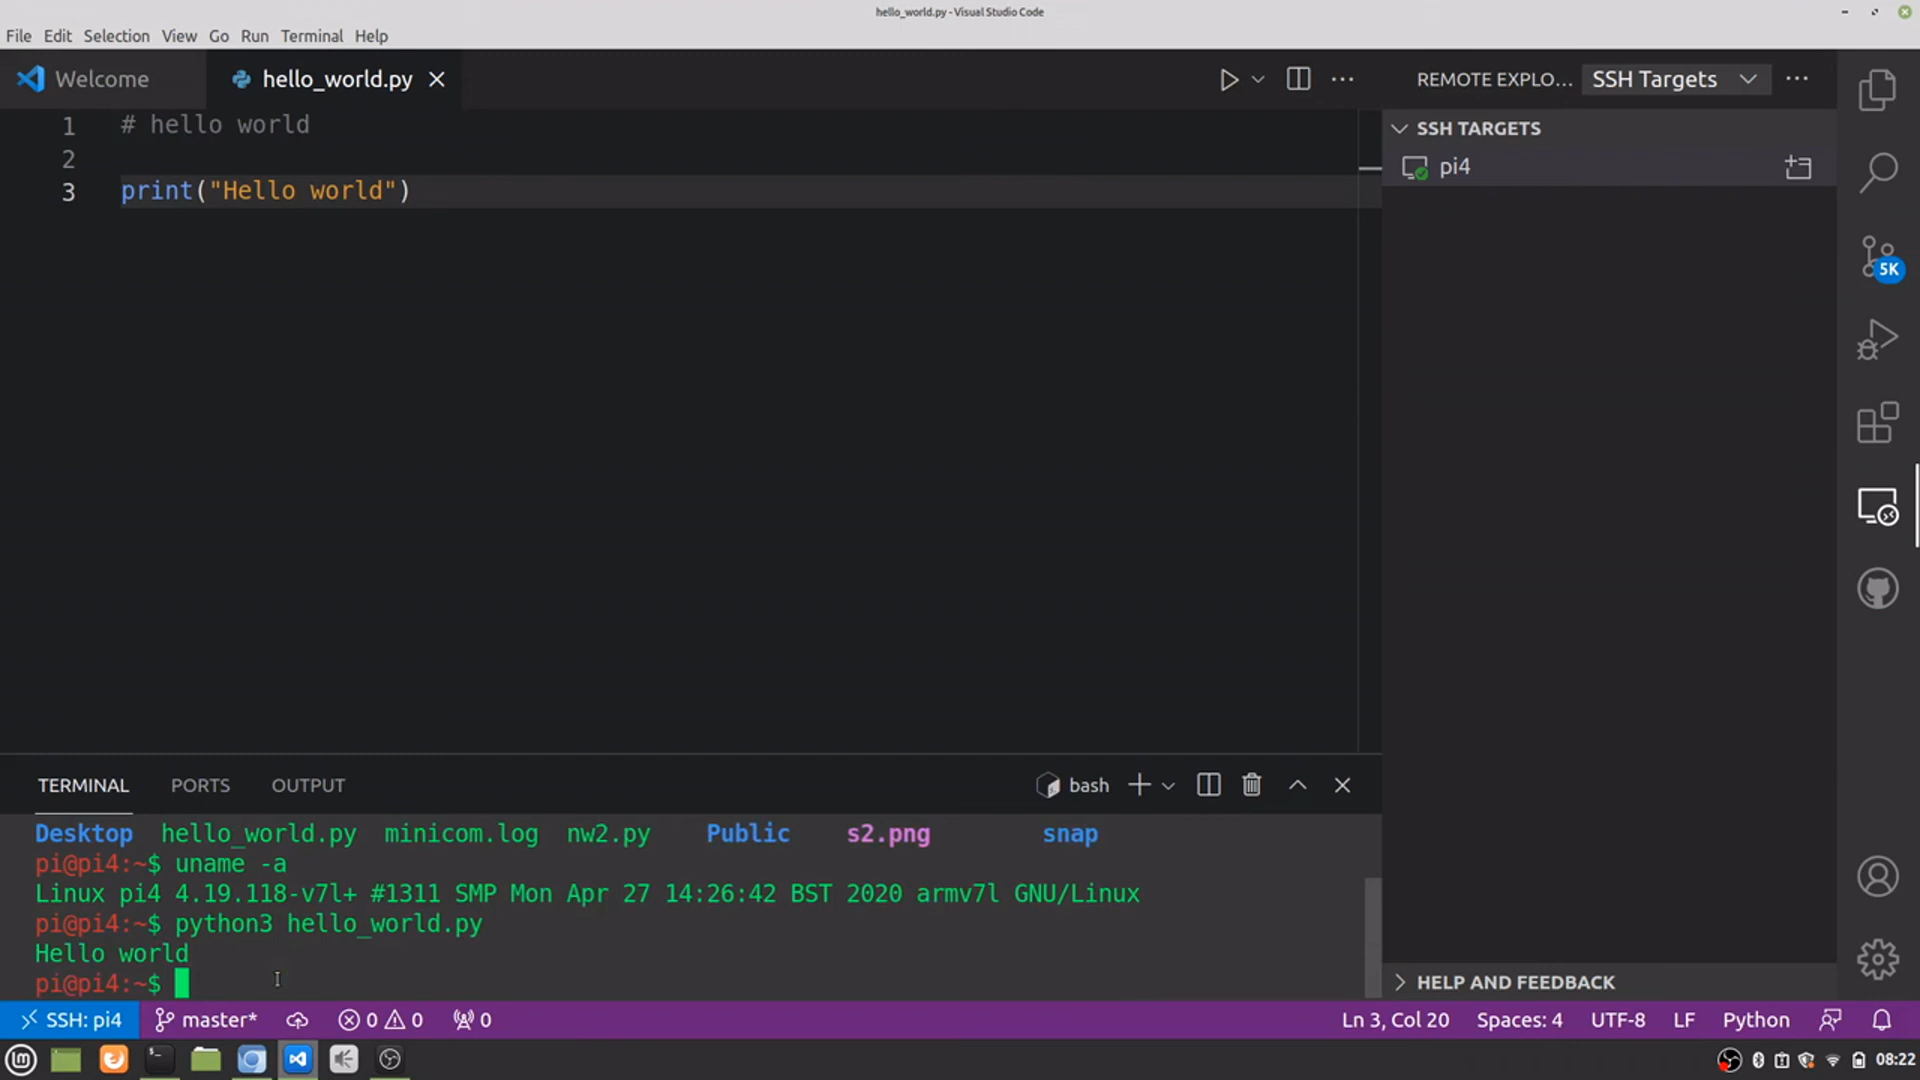 hello_world.py - Visual Studio Code
File Edit Selection View Go Run Terminal Help
Welcome hello_world.py
REMOTE EXPLO... SSH Targets
1 # hello world
2
3 print("Hello world")
SSH TARGETS
pi4
5K
TERMINAL PORTS OUTPUT
bash
Desktop hello_world.py minicom.log nw2.py Public s2.png snap
pi@pi4:~$ uname -a
Linux pi4 4.19.118-v7l+ #1311 SMP Mon Apr 27 14:26:42 BST 2020 armv7l GNU/Linux
pi@pi4:~$ python3 hello_world.py
Hello world
pi@pi4:~$
HELP AND FEEDBACK
SSH: pi4 master* 0 0 0 Ln 3, Col 20 Spaces: 4 UTF-8 LF Python
08:22